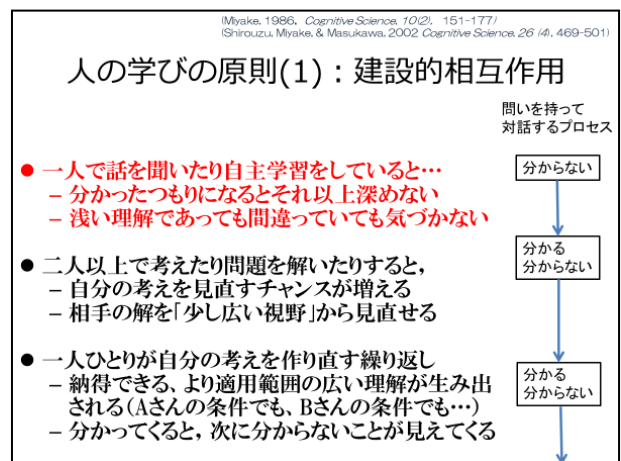 (Miyake, 1986, Cognitive Science, 10(2), 151-177)
(Shirouzu, Miyake, & Masukawa, 2002 Cognitive Science, 26 (4), 469-501)
人の学びの原則(1)：建設的相互作用
問いを持って
対話するプロセス
● 一人で話を聞いたり自主学習をしていると…
– 分かったつもりになるとそれ以上深めない
– 浅い理解であっても間違っていても気づかない
● 二人以上で考えたり問題を解いたりすると，
– 自分の考えを見直すチャンスが増える
– 相手の解を「少し広い視野」から見直せる
● 一人ひとりが自分の考えを作り直す繰り返し
– 納得できる、より適用範囲の広い理解が生み出
される（Aさんの条件でも、Bさんの条件でも…）
– 分かってくると，次に分からないことが見えてくる
分からない
分かる
分からない
分かる
分からない